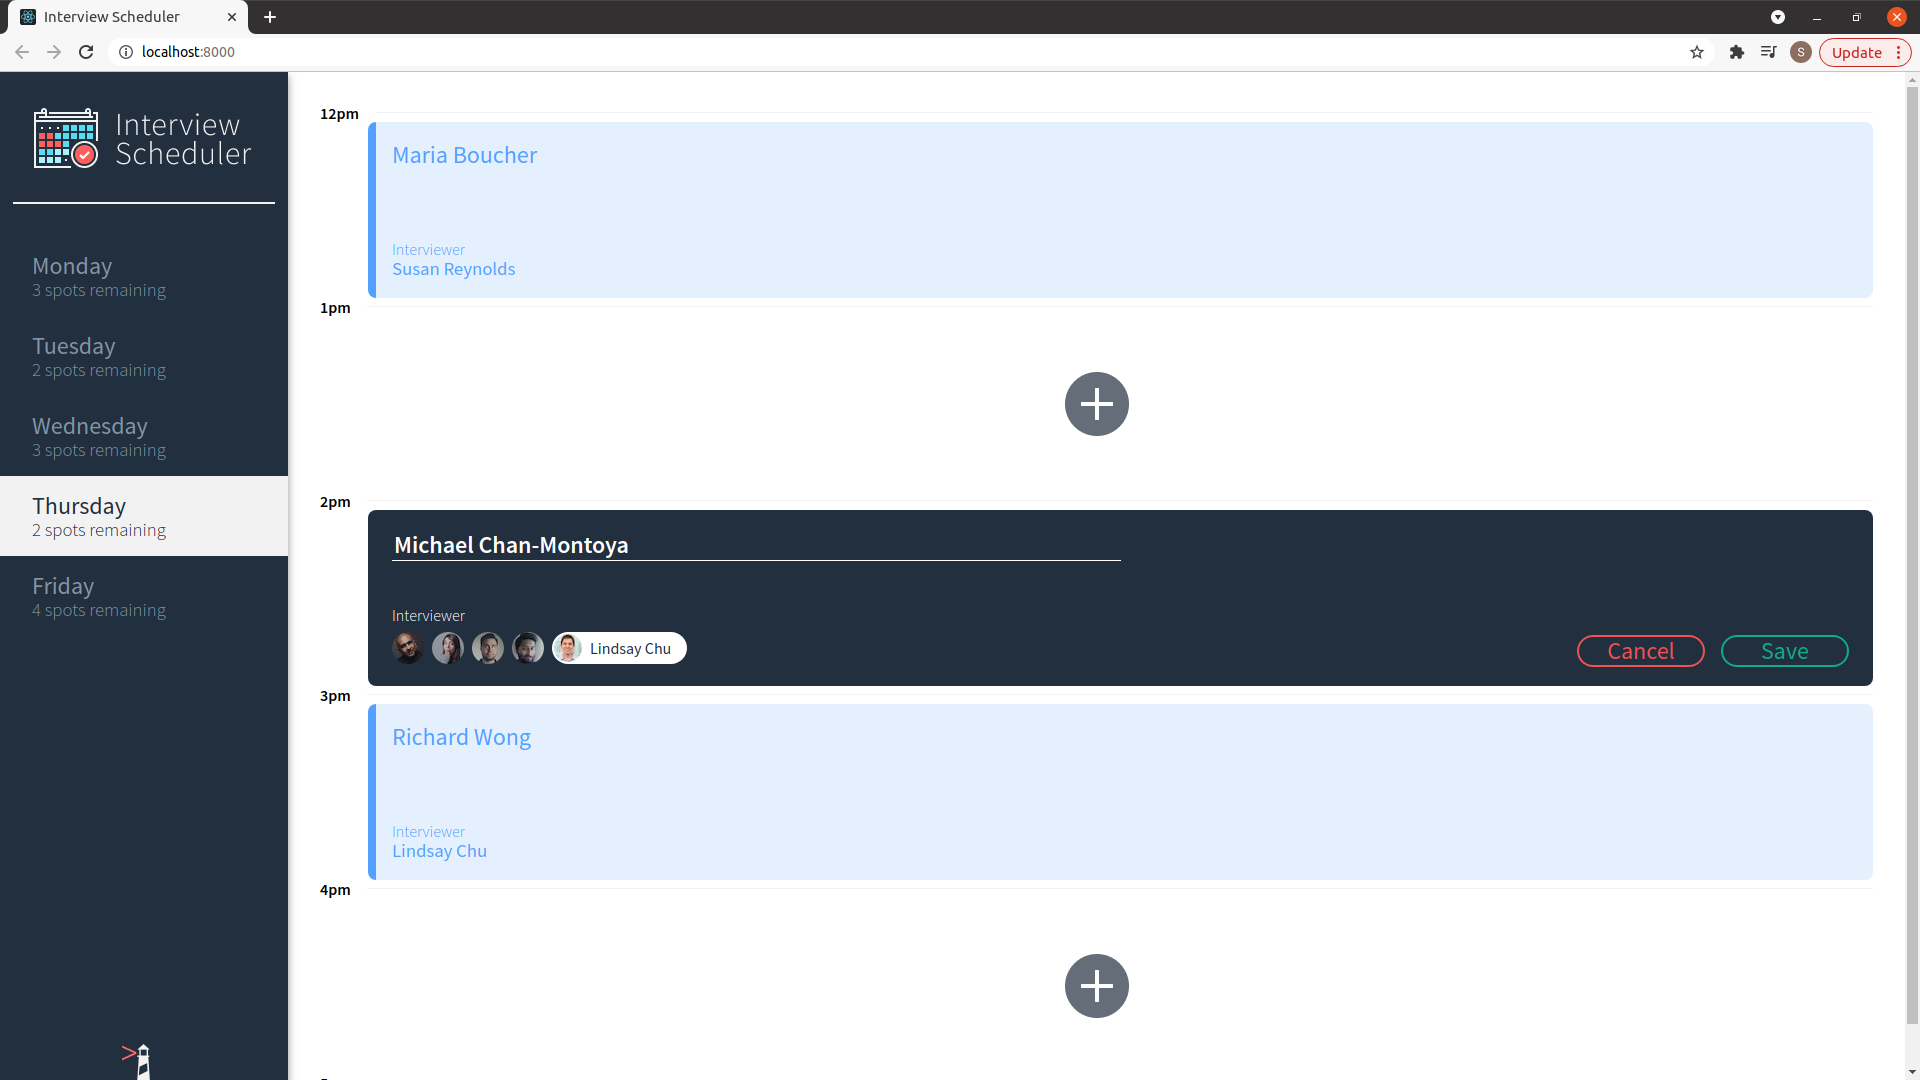 Interview Scheduler
localhost:8000
S
Update
Interview
Scheduler
Monday
3 spots remaining
Tuesday
2 spots remaining
Wednesday
3 spots remaining
Thursday
2 spots remaining
Friday
4 spots remaining
12pm
Maria Boucher
Interviewer
Susan Reynolds
1pm
2pm
Michael Chan-Montoya
Interviewer
Lindsay Chu
Cancel
Save
3pm
Richard Wong
Interviewer
Lindsay Chu
4pm